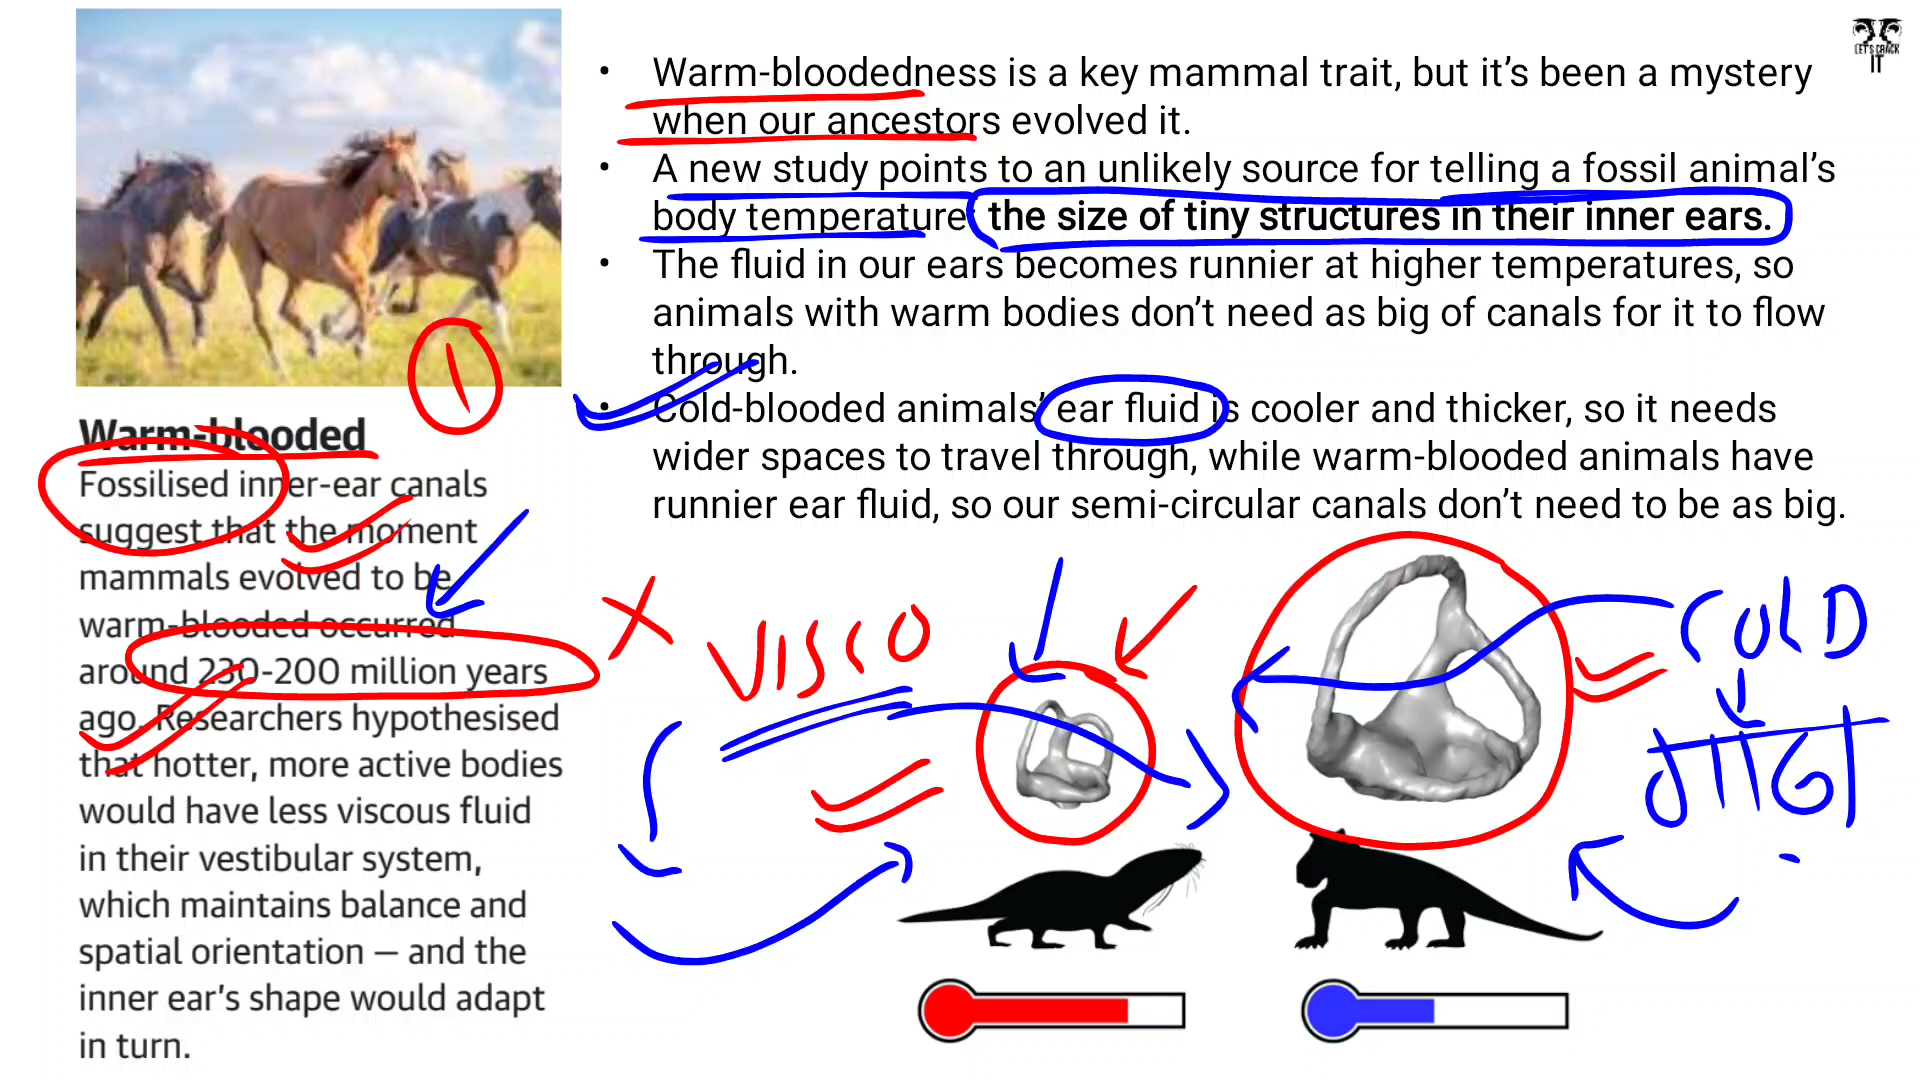 LET'S CRACK
IT
• Warm-bloodedness is a key mammal trait, but it's been a mystery
when our ancestors evolved it.
• A new study points to an unlikely source for telling a fossil animal's
body temperature: the size of tiny structures in their inner ears.
• The fluid in our ears becomes runnier at higher temperatures, so
animals with warm bodies don't need as big of canals for it to flow
through.
• Cold-blooded animals' ear fluid is cooler and thicker, so it needs
wider spaces to travel through, while warm-blooded animals have
runnier ear fluid, so our semi-circular canals don't need to be as big.
1
Warm-blooded
Fossilised inner-ear canals
suggest that the moment
mammals evolved to be
warm-blooded occurred
around 230-200 million years
ago. Researchers hypothesised
that hotter, more active bodies
would have less viscous fluid
in their vestibular system,
which maintains balance and
spatial orientation — and the
inner ear's shape would adapt
in turn.
VISCO
COLD